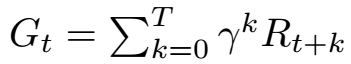 $G_t = \sum_{k=0}^{T} \gamma^k R_{t+k}$